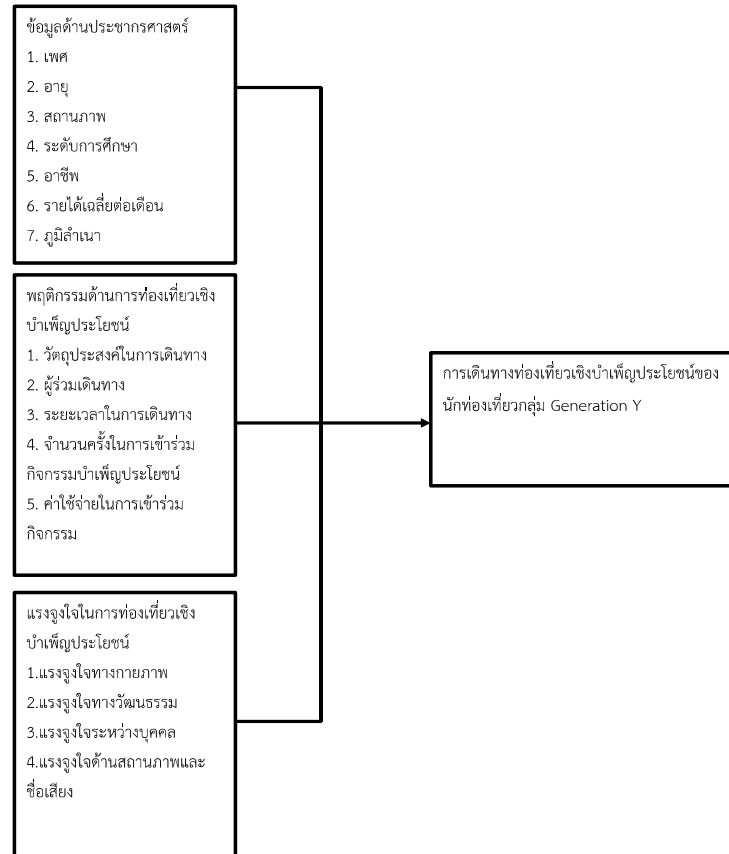 ข้อมูลด้านประชากรศาสตร์
1. เพศ
2. อายุ
3. สถานภาพ
4. ระดับการศึกษา
5. อาชีพ
6. รายได้เฉลี่ยต่อเดือน
7. ภูมิลำเนา
พฤติกรรมด้านการท่องเที่ยวเชิง
บำเพ็ญประโยชน์
1. วัตถุประสงค์ในการเดินทาง
2. ผู้ร่วมเดินทาง
3. ระยะเวลาในการเดินทาง
4. จำนวนครั้งในการเข้าร่วม
กิจกรรมบำเพ็ญประโยชน์
5. ค่าใช้จ่ายในการเข้าร่วม
กิจกรรม
แรงจูงใจในการท่องเที่ยวเชิง
บำเพ็ญประโยชน์
1.แรงจูงใจทางกายภาพ
2.แรงจูงใจทางวัฒนธรรม
3.แรงจูงใจระหว่างบุคคล
4.แรงจูงใจด้านสถานภาพและ
ชื่อเสียง
การเดินทางท่องเที่ยวเชิงบำเพ็ญประโยชน์ของ
นักท่องเที่ยวกลุ่ม Generation Y